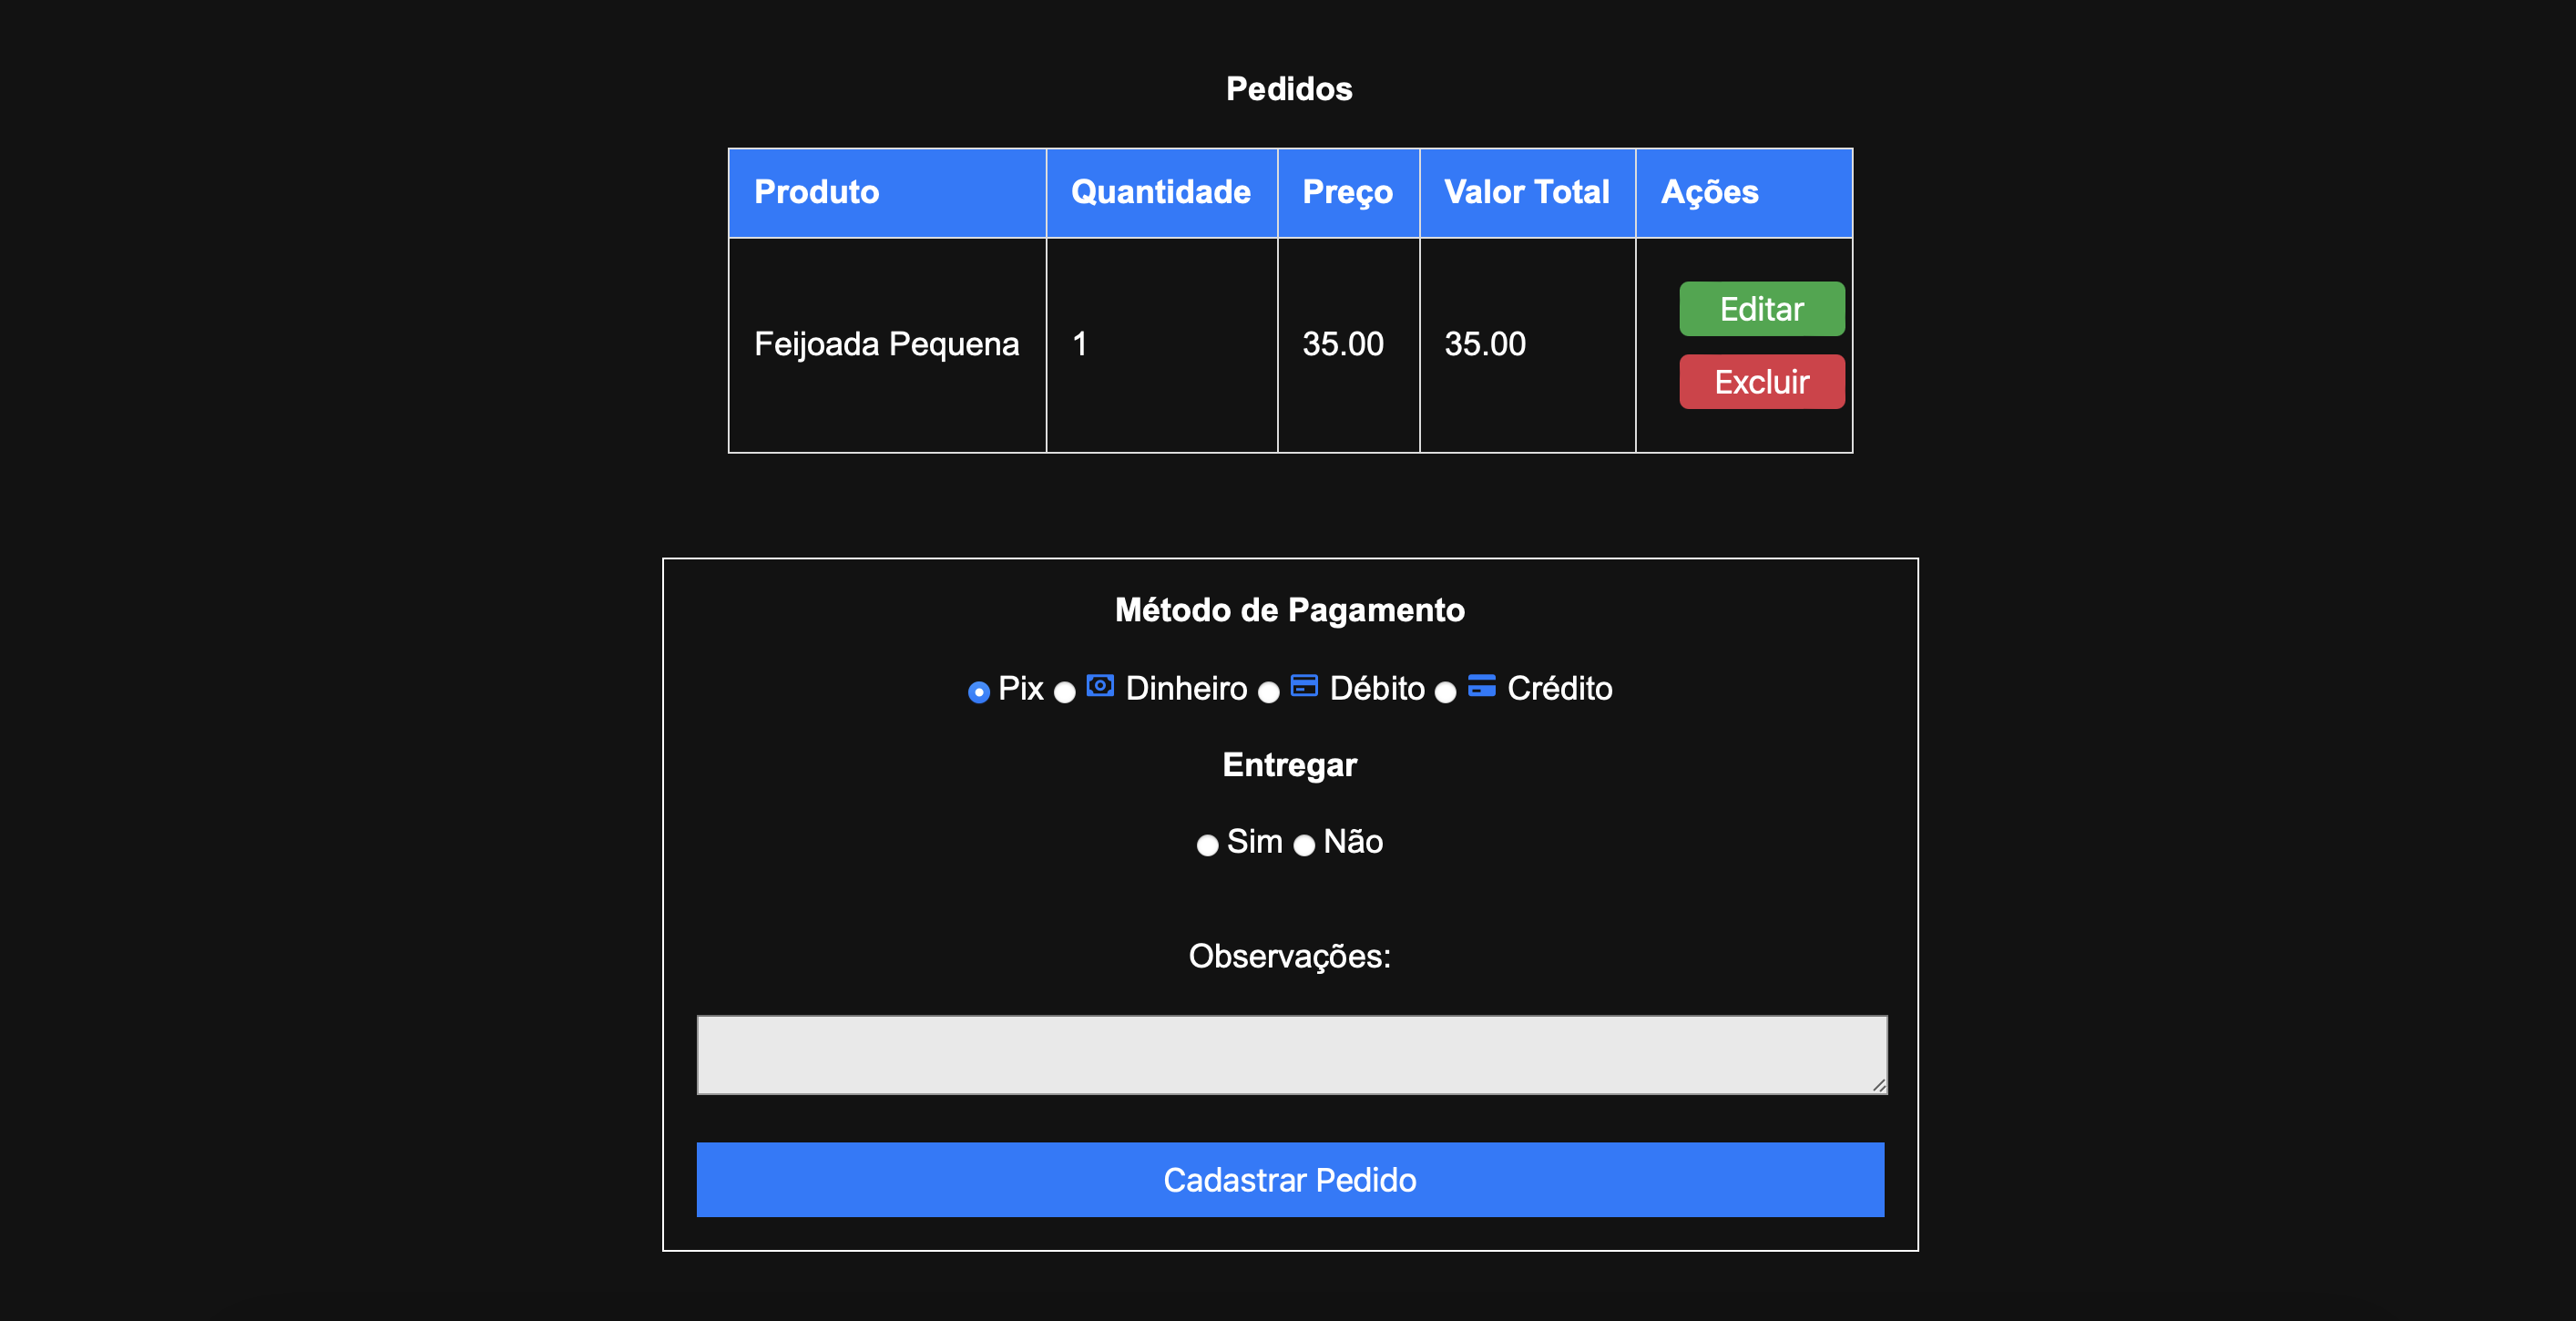 Pedidos
Produto Quantidade Preço Valor Total Ações
Feijoada Pequena 1 35.00 35.00
Editar
Excluir
Método de Pagamento
Pix Dinheiro Débito Crédito
Entregar
Sim Não
Observações:
Cadastrar Pedido